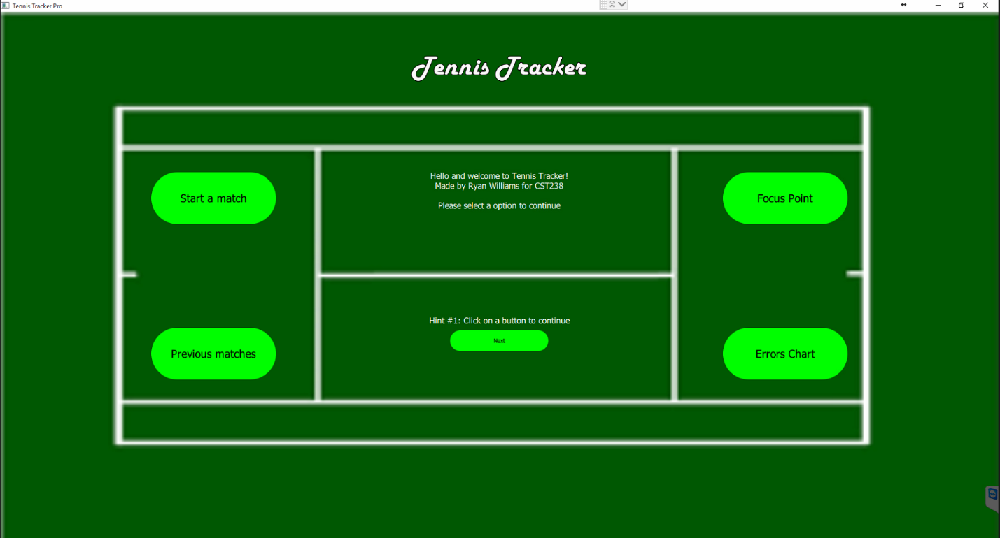 Tennis Tracker Pro
Tennis Tracker
Start a match
Hello and welcome to Tennis Tracker!
Made by Ryan Williams for CST238
Please select a option to continue
Focus Point
Hint #1: Click on a button to continue
Next
Previous matches
Errors Chart